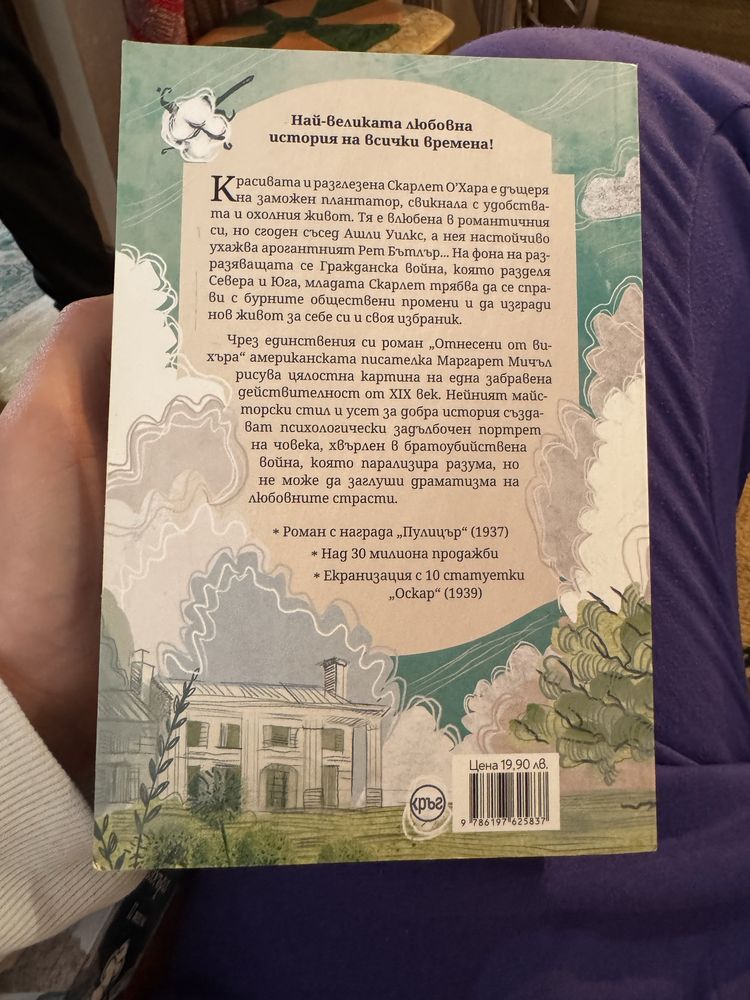 Най-великата любовна
история на всички времена!
Красивата и разглезена Скарлет О’Хара е дъщеря
на заможен плантатор, свикнала с удобства-
та и охолния живот. Тя е влюбена в романтичния
си, но сгоден съсед Ашли Уилкс, а нея настойчиво
ухажва арогантният Рет Бътлър... На фона на раз-
разяващата се Гражданска война, която разделя
Севера и Юга, младата Скарлет трябва да се спра-
ви с бурните обществени промени и да изгради
нов живот за себе си и своя избраник.
Чрез единствения си роман „Отнесени от ви-
хъра“ американската писателка Маргарет Мичъл
рисува цялостна картина на една забравена
действителност от XIX век. Нейният майс-
торски стил и усет за добра история създа-
ват психологически задълбочен портрет
на човека, хвърлен в братоубийствена
война, която парализира разума, но
не може да заглуши драматизма на
любовните страсти.
* Роман с награда „Пулицър“ (1937)
* Над 30 милиона продажби
* Екранизация с 10 статуетки
„Оскар“ (1939)
Цена 19,90 лв.
кръг
9 786197 625837